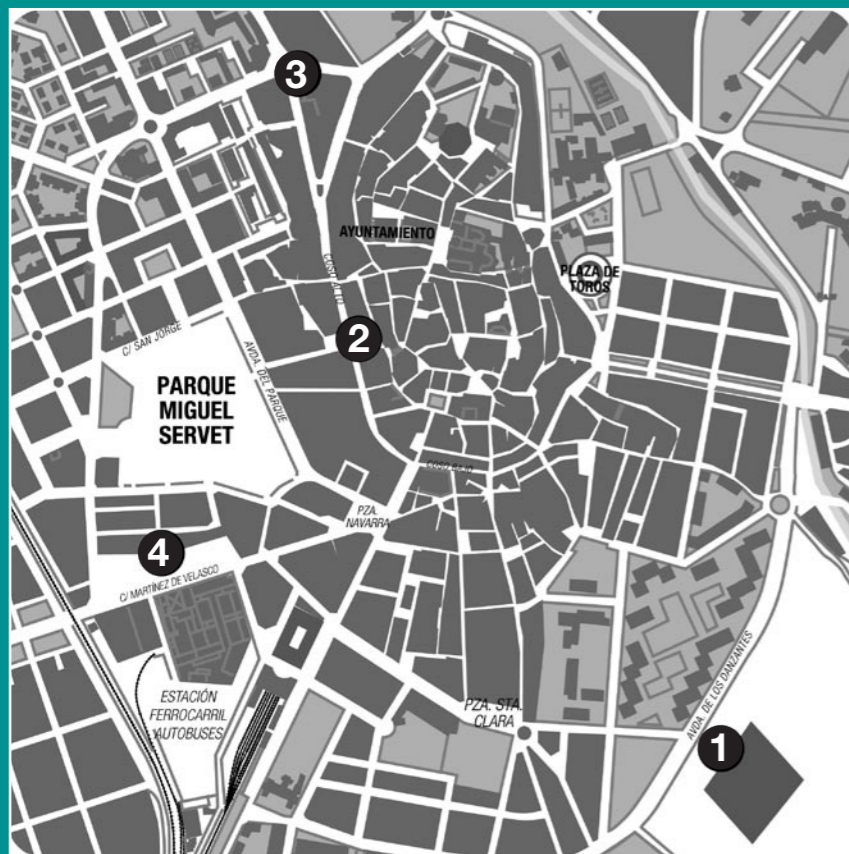 3
AYUNTAMIENTO
PLAZA DE
TOROS
COSO ALTO
2
C/ SAN JORGE
AVDA. DEL PARQUE
PARQUE
MIGUEL
SERVET
COSO BAJO
PZA.
NAVARRA
4
C/ MARTÍNEZ DE VELASCO
ESTACIÓN
FERROCARRIL
AUTOBUSES
PZA. STA.
CLARA
AVDA. DE LOS DANZANTES
1